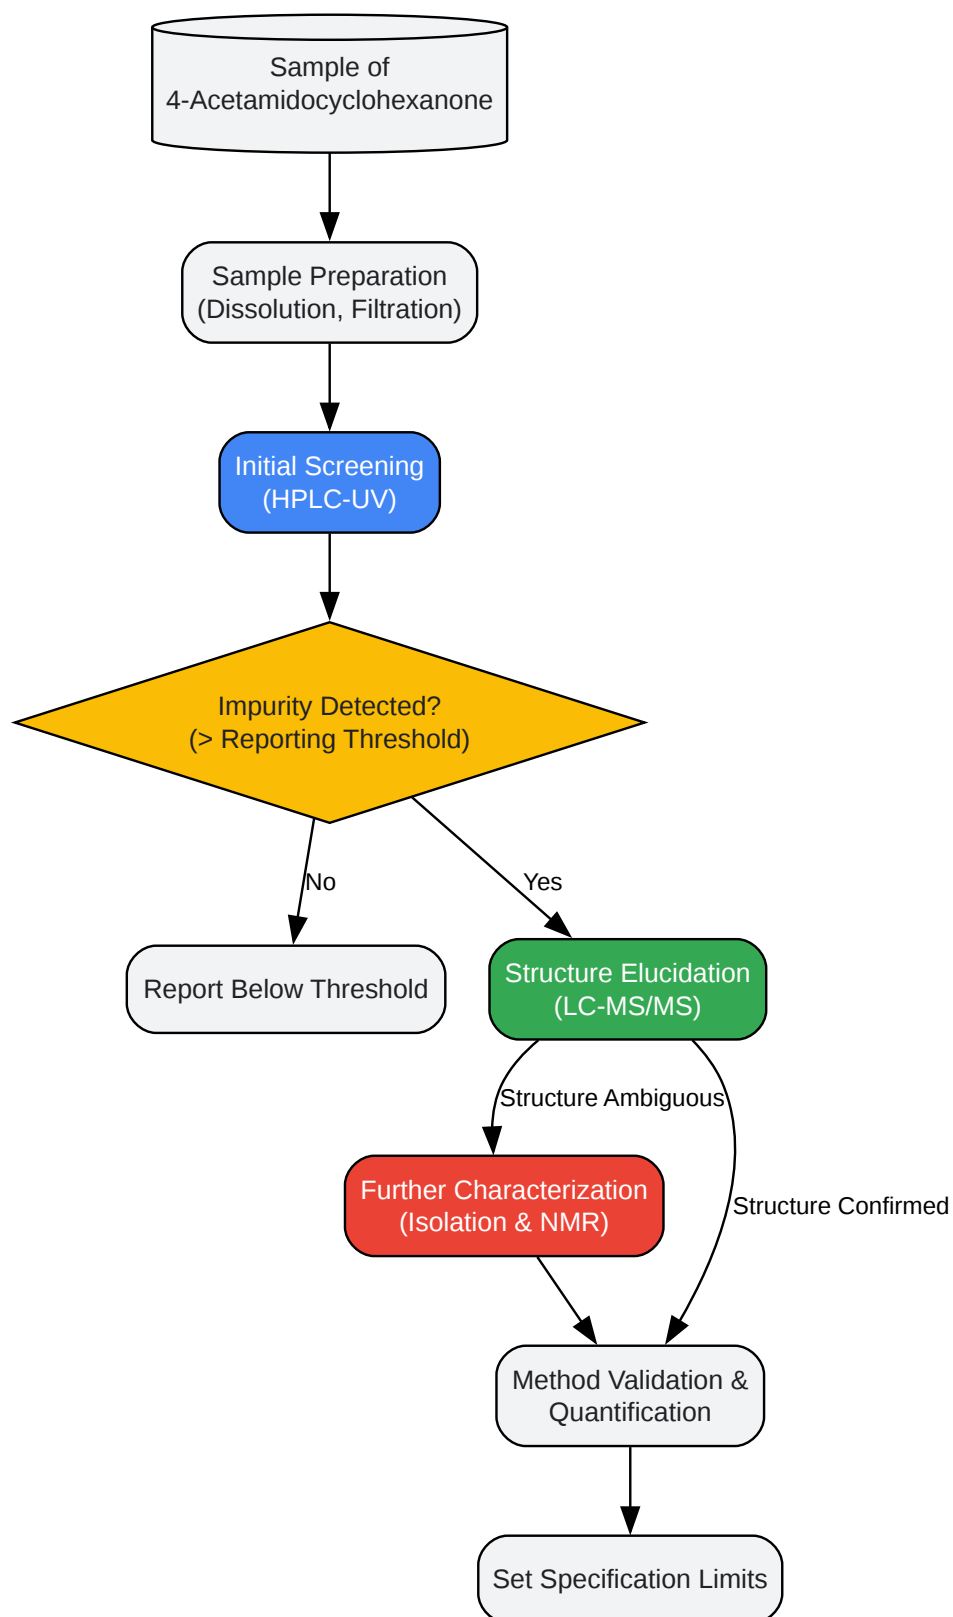 Sample of
4-Acetamidocyclohexanone
Sample Preparation
(Dissolution, Filtration)
Initial Screening
(HPLC-UV)
Impurity Detected?
(> Reporting Threshold)
No
Yes
Report Below Threshold
Structure Elucidation
(LC-MS/MS)
Structure Ambiguous
Further Characterization
(Isolation & NMR)
Structure Confirmed
Method Validation &
Quantification
Set Specification Limits